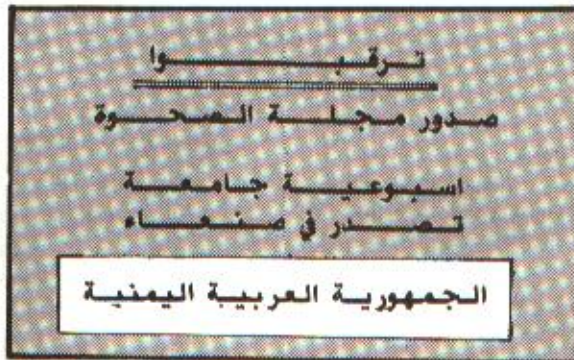 ترقبوا
صدور مجلة الصحوة
اسبوعية جامعة
تصدر في صنعاء
الجمهورية العربية اليمنية